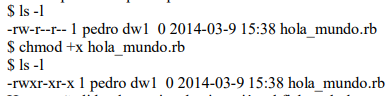 $ ls -l
-rw-r--r-- 1 pedro dw1 0 2014-03-9 15:38 hola_mundo.rb
$ chmod +x hola_mundo.rb
$ ls -l
-rwxr-xr-x 1 pedro dw1 0 2014-03-9 15:38 hola_mundo.rb